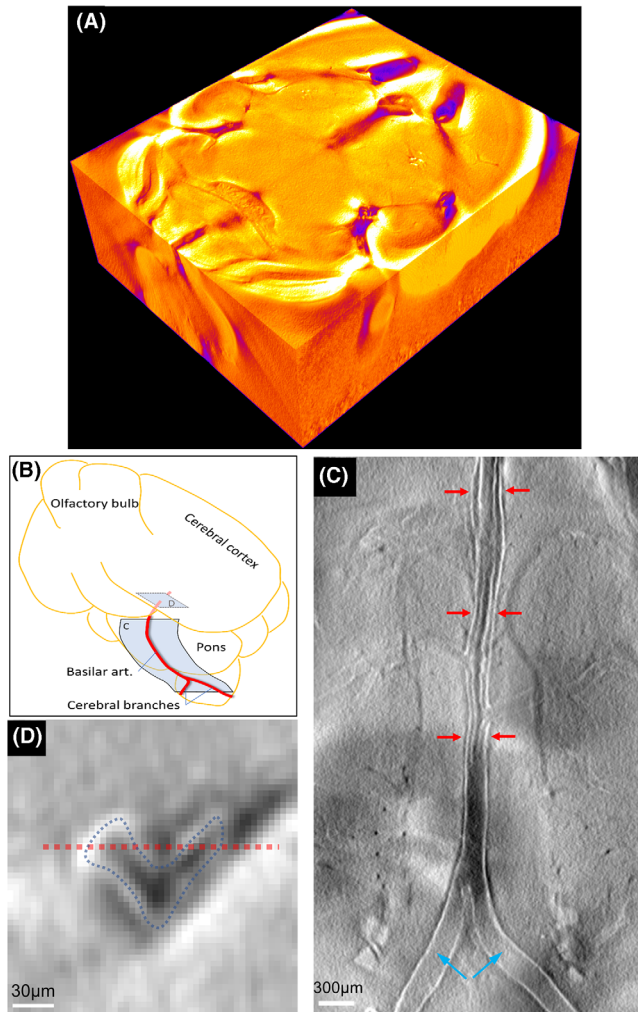 (A)
(B)
Olfactory bulb
Cerebral cortex
D
C
Pons
Basilar art.
Cerebral branches
(C)
300µm
(D)
30µm